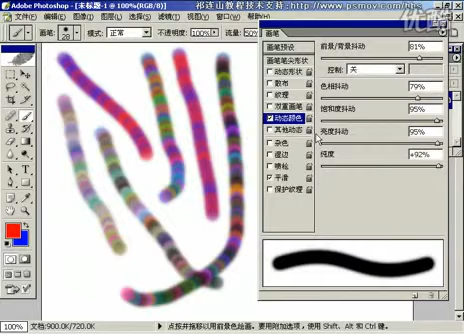 Adobe Photoshop - [未标题-1 @ 100%(RGB/8)]
祁连山教程技术支持:http://www.psmov.com/bbs
优酷
文件(F) 编辑(E) 图像(I) 图层(L) 选择(S) 滤镜(T) 视图(V)
画笔: 28 模式: 正常 不透明度: 100% 流量: 50%
画笔
画笔预设
画笔笔尖形状
动态形状
散布
纹理
双重画笔
动态颜色
其他动态
杂色
湿边
喷枪
平滑
保护纹理
前景/背景抖动 81%
控制: 关
色相抖动 79%
饱和度抖动 95%
亮度抖动 95%
纯度 +92%
100% 文档:900.0K/720.0K 点按并拖移以用前景色绘画。要用附加选项,使用 Shift、Alt 和 Ctrl 键。